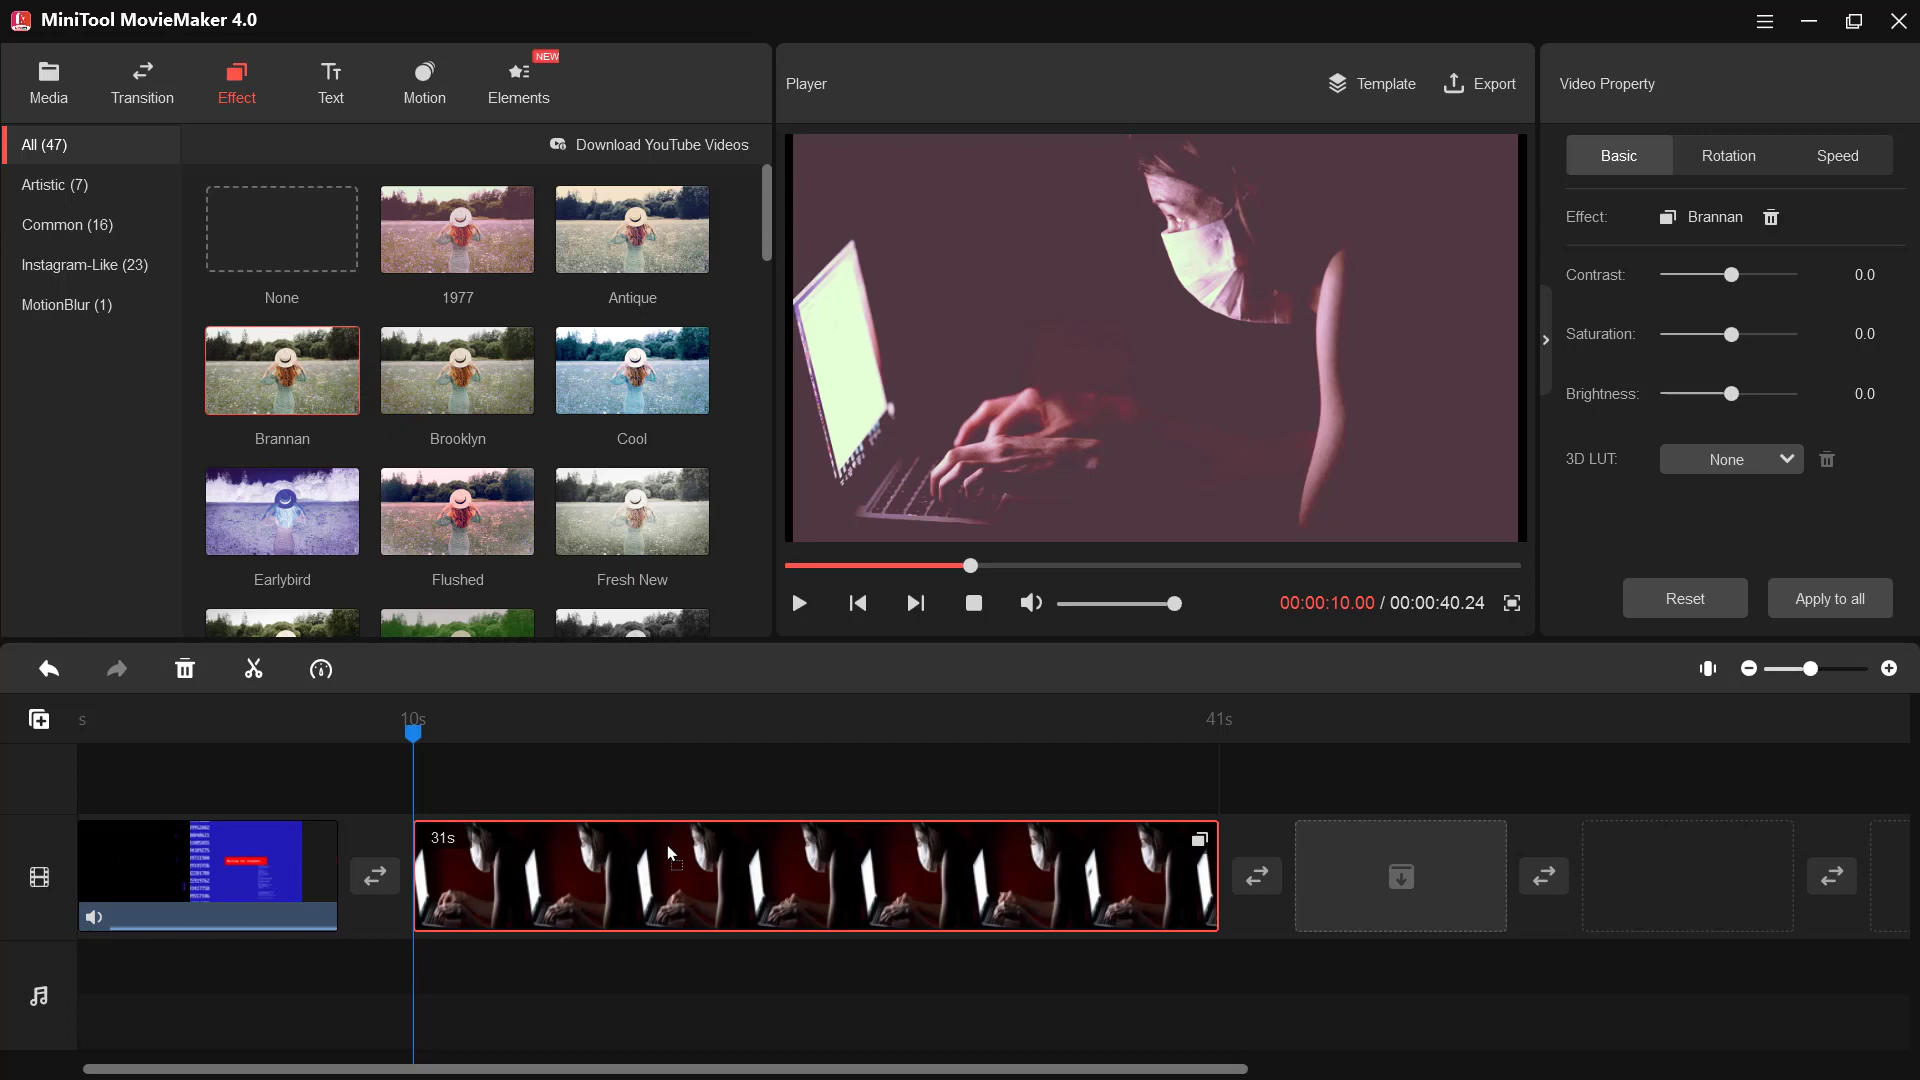 MiniTool MovieMaker 4.0
Media
Transition
Effect
Text
Motion
NEW
Elements
Player
Template
Export
Video Property
All (47)
Artistic (7)
Common (16)
Instagram-Like (23)
MotionBlur (1)
Download YouTube Videos
None
1977
Antique
Brannan
Brooklyn
Cool
Earlybird
Flushed
Fresh New
00:00:10.00 / 00:00:40.24
Basic
Rotation
Speed
Effect:
Brannan
Contrast:
0.0
Saturation:
0.0
Brightness:
0.0
3D LUT:
None
Reset
Apply to all
s
10s
41s
31s